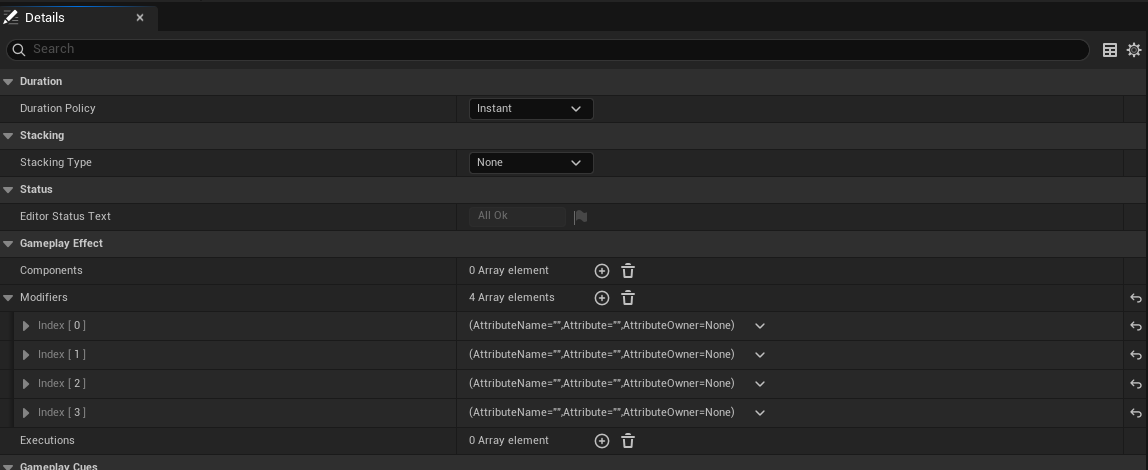 Details
Search
Duration
Duration Policy Instant
Stacking
Stacking Type None
Status
Editor Status Text All Ok
Gameplay Effect
Components 0 Array element
Modifiers 4 Array elements
Index [ 0 ] (AttributeName="",Attribute="",AttributeOwner=None)
Index [ 1 ] (AttributeName="",Attribute="",AttributeOwner=None)
Index [ 2 ] (AttributeName="",Attribute="",AttributeOwner=None)
Index [ 3 ] (AttributeName="",Attribute="",AttributeOwner=None)
Executions 0 Array element
Gameplay Cues